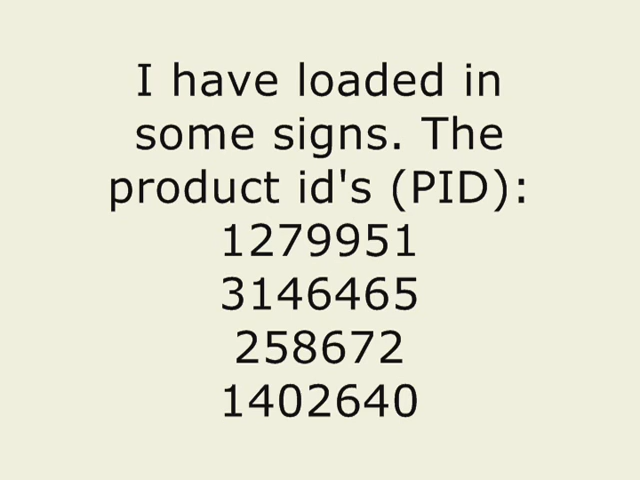 I have loaded in
some signs. The
product id's (PID):
1279951
3146465
258672
1402640